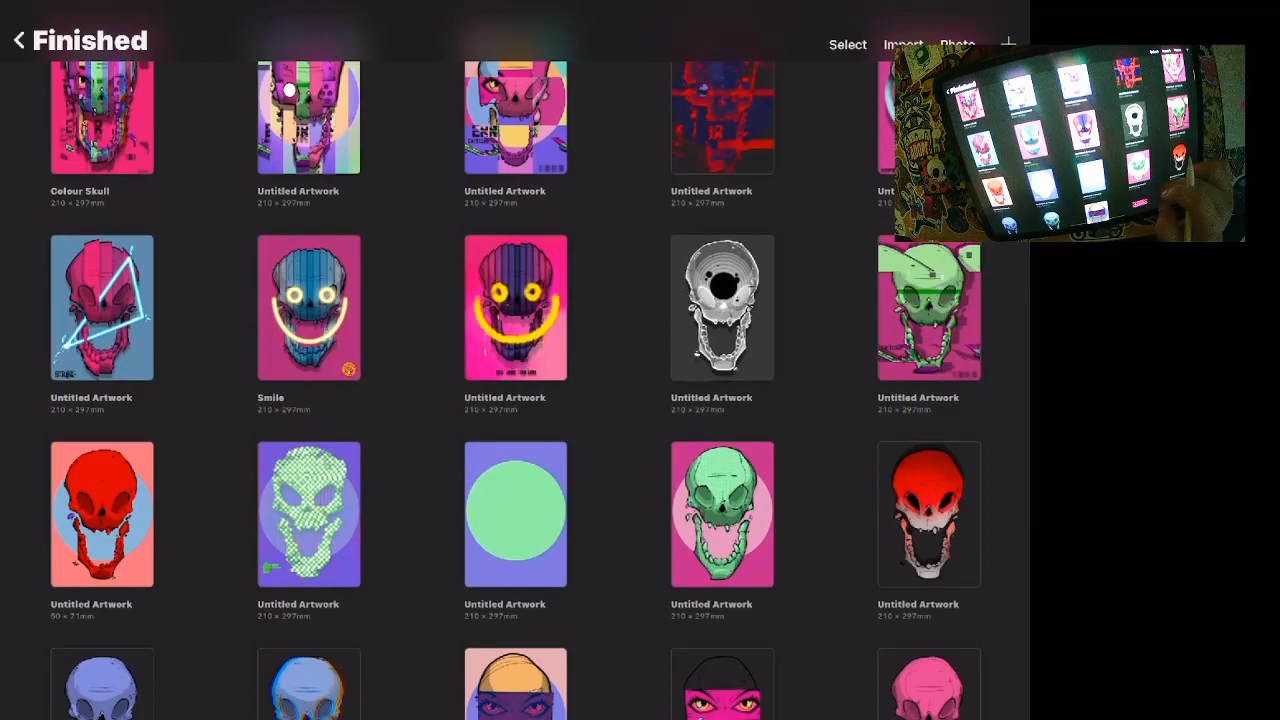 Finished
Select Import Photo
Colour Skull
210 × 297mm
Untitled Artwork
210 × 297mm
Untitled Artwork
210 × 297mm
Untitled Artwork
210 × 297mm
Unt
210
Untitled Artwork
210 × 297mm
Smile
210 × 297mm
Untitled Artwork
210 × 297mm
Untitled Artwork
210 × 297mm
Untitled Artwork
210 × 297mm
Untitled Artwork
50 × 71mm
Untitled Artwork
210 × 297mm
Untitled Artwork
210 × 297mm
Untitled Artwork
210 × 297mm
Untitled Artwork
210 × 297mm